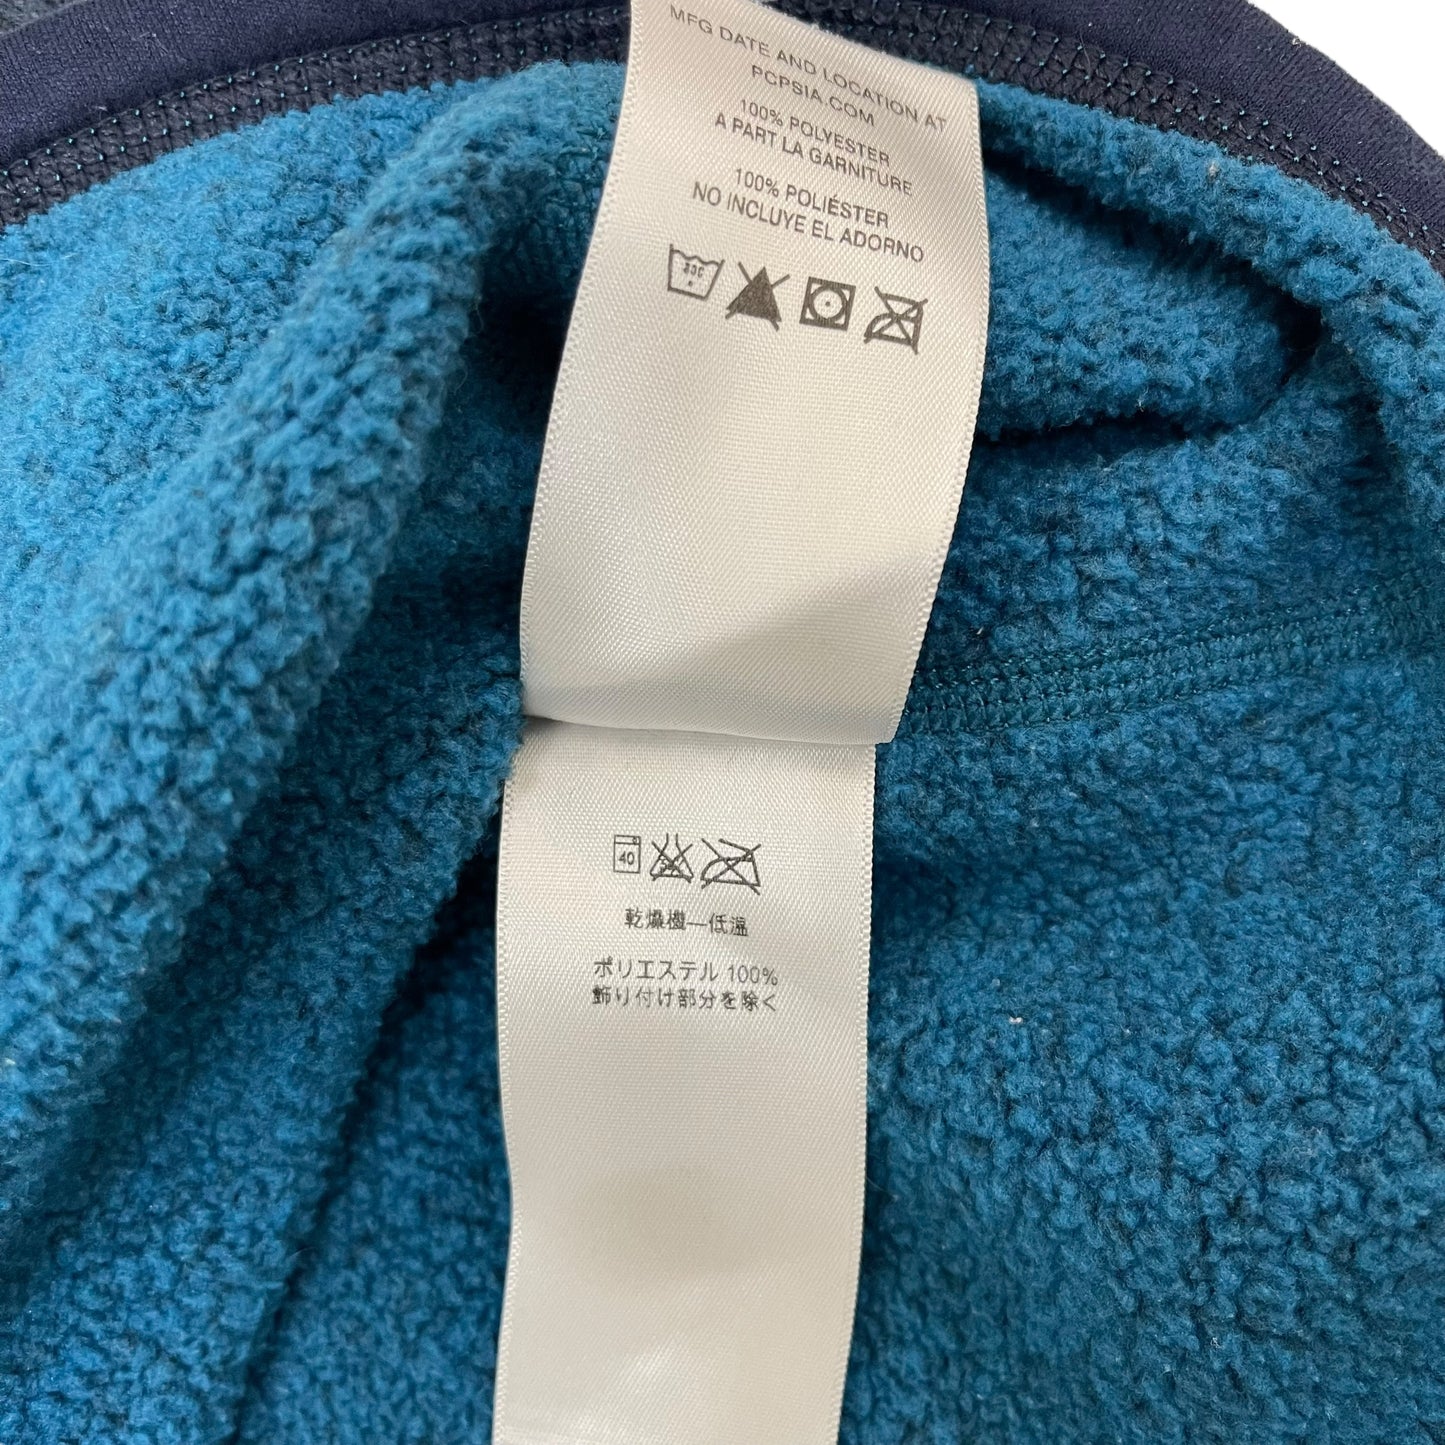 MFG DATE AND LOCATION AT
PCPSIA.COM
100% POLYESTER
A PART LA GARNITURE
100% POLIÉSTER
NO INCLUYE EL ADORNO
33C
40
乾燥機—低温
ポリエステル 100%
飾り付け部分を除く